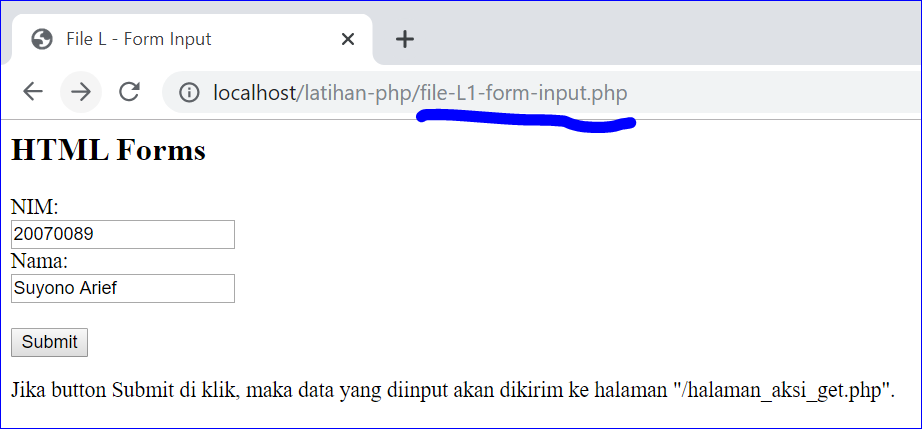 File L - Form Input
localhost/latihan-php/file-L1-form-input.php
HTML Forms
NIM:
20070089
Nama:
Suyono Arief
Submit
Jika button Submit di klik, maka data yang diinput akan dikirim ke halaman "/halaman_aksi_get.php".